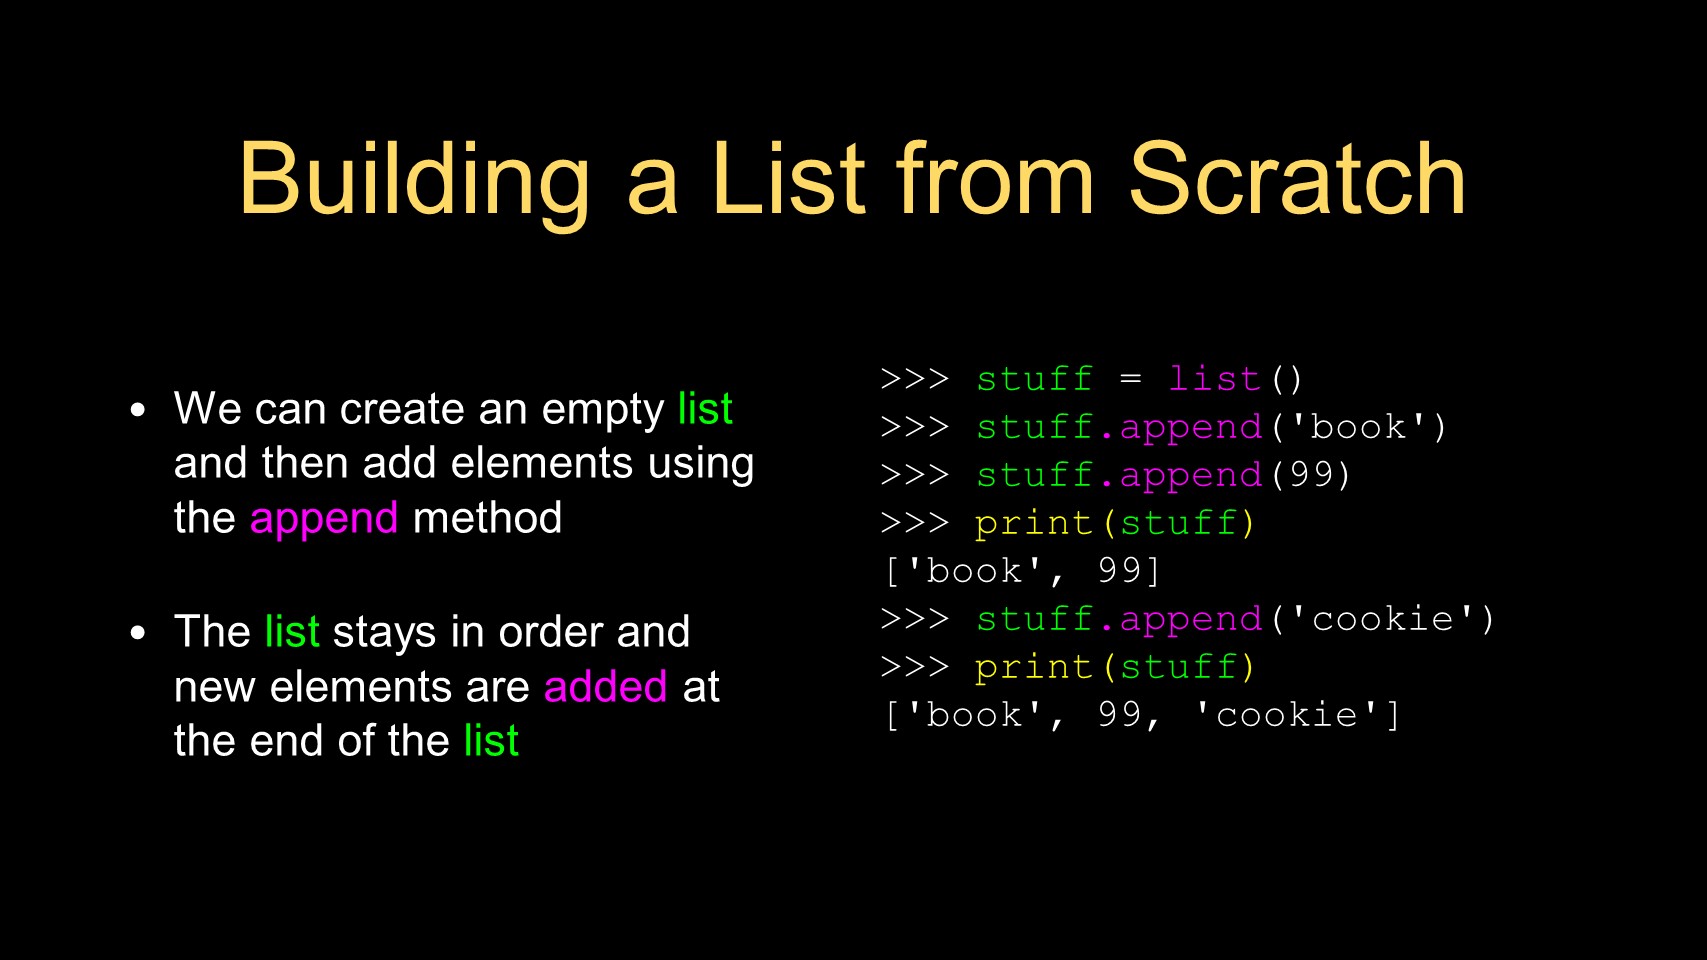 Building a List from Scratch
• We can create an empty list
and then add elements using
the append method
• The list stays in order and
new elements are added at
the end of the list
>>> stuff = list()
>>> stuff.append('book')
>>> stuff.append(99)
>>> print(stuff)
['book', 99]
>>> stuff.append('cookie')
>>> print(stuff)
['book', 99, 'cookie']